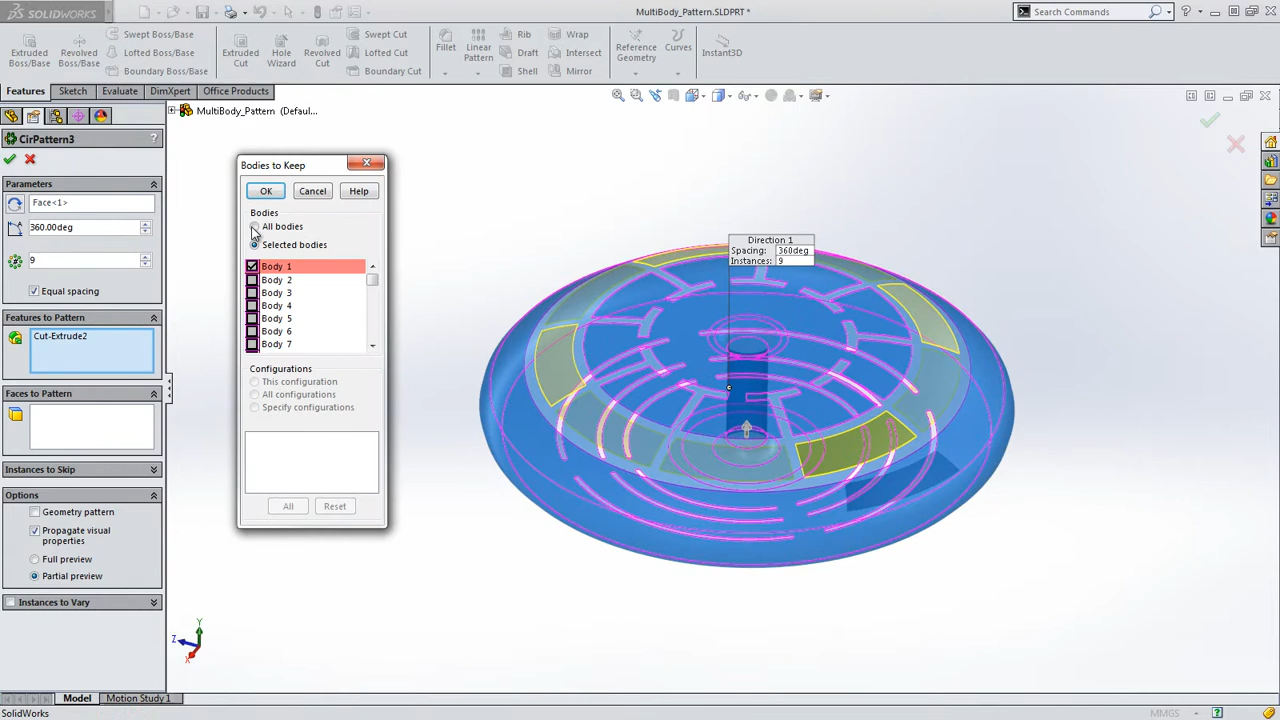 SOLIDWORKS
MultiBody_Pattern.SLDPRT *
Search Commands
Extruded Boss/Base
Revolved Boss/Base
Swept Boss/Base
Lofted Boss/Base
Boundary Boss/Base
Extruded Cut
Hole Wizard
Revolved Cut
Swept Cut
Lofted Cut
Boundary Cut
Fillet
Linear Pattern
Rib
Draft
Shell
Wrap
Intersect
Mirror
Reference Geometry
Curves
Instant3D
Features
Sketch
Evaluate
DimXpert
Office Products
MultiBody_Pattern (Defaul...
CirPattern3
?
Parameters
Face<1>
360.00deg
9
Equal spacing
Features to Pattern
Cut-Extrude2
Faces to Pattern
Instances to Skip
Options
Geometry pattern
Propagate visual
properties
Full preview
Partial preview
Instances to Vary
Bodies to Keep
OK
Cancel
Help
Bodies
All bodies
Selected bodies
Body 1
Body 2
Body 3
Body 4
Body 5
Body 6
Body 7
Configurations
This configuration
All configurations
Specify configurations
All
Reset
Direction 1
Spacing: 360deg
Instances: 9
Y
Z
X
Model
Motion Study 1
SolidWorks
MMGS
?